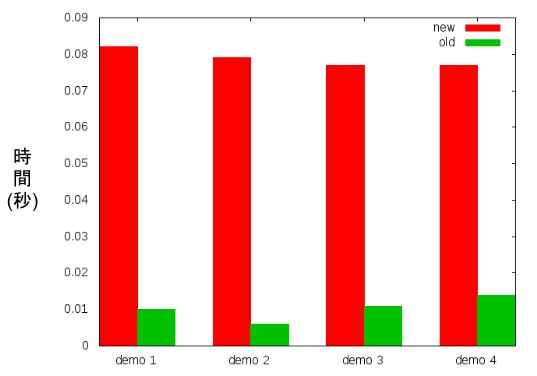 0.09
0.08
0.07
0.06
0.05
0.04
0.03
0.02
0.01
0
時
間
(秒)
new
old
demo 1
demo 2
demo 3
demo 4